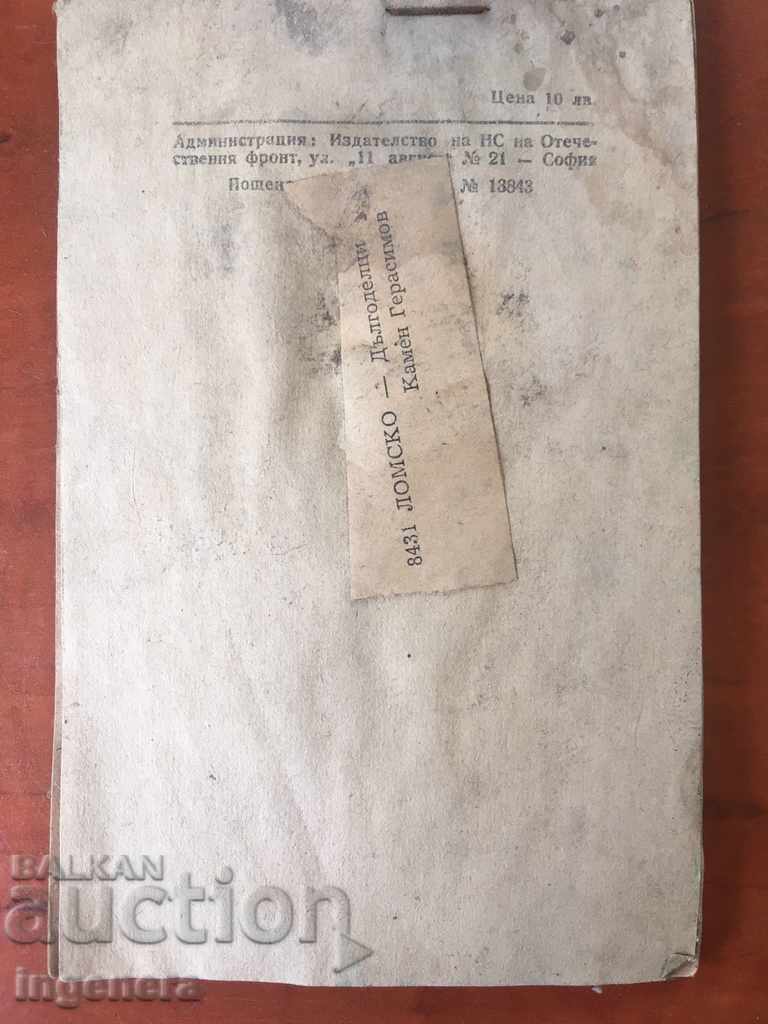 Цена 10 лв.
Администрация: Издателство на НС на Отече-
ствения фронт, ул. „11 август" № 21 — София
№ 13843
8431 ЛОМСКО — Дългоделци
Камен Герасимов
BALKAN
auction
ingenera